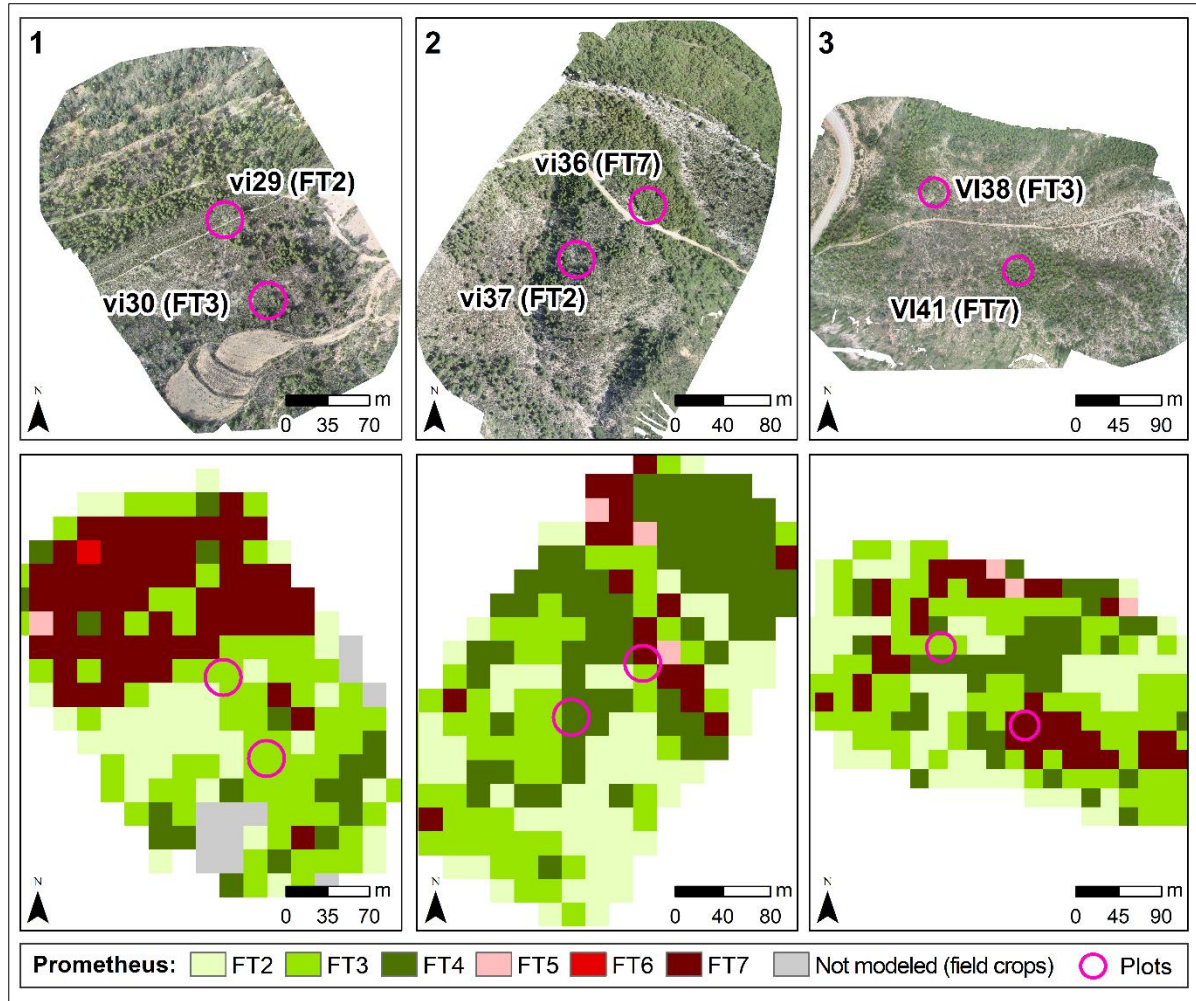 1
vi29 (FT2)
vi30 (FT3)
N
m
0 35 70
2
vi36 (FT7)
vi37 (FT2)
N
m
0 40 80
3
VI38 (FT3)
VI41 (FT7)
N
m
0 45 90
N
m
0 35 70
N
m
0 40 80
N
m
0 45 90
Prometheus: FT2 FT3 FT4 FT5 FT6 FT7 Not modeled (field crops) Plots